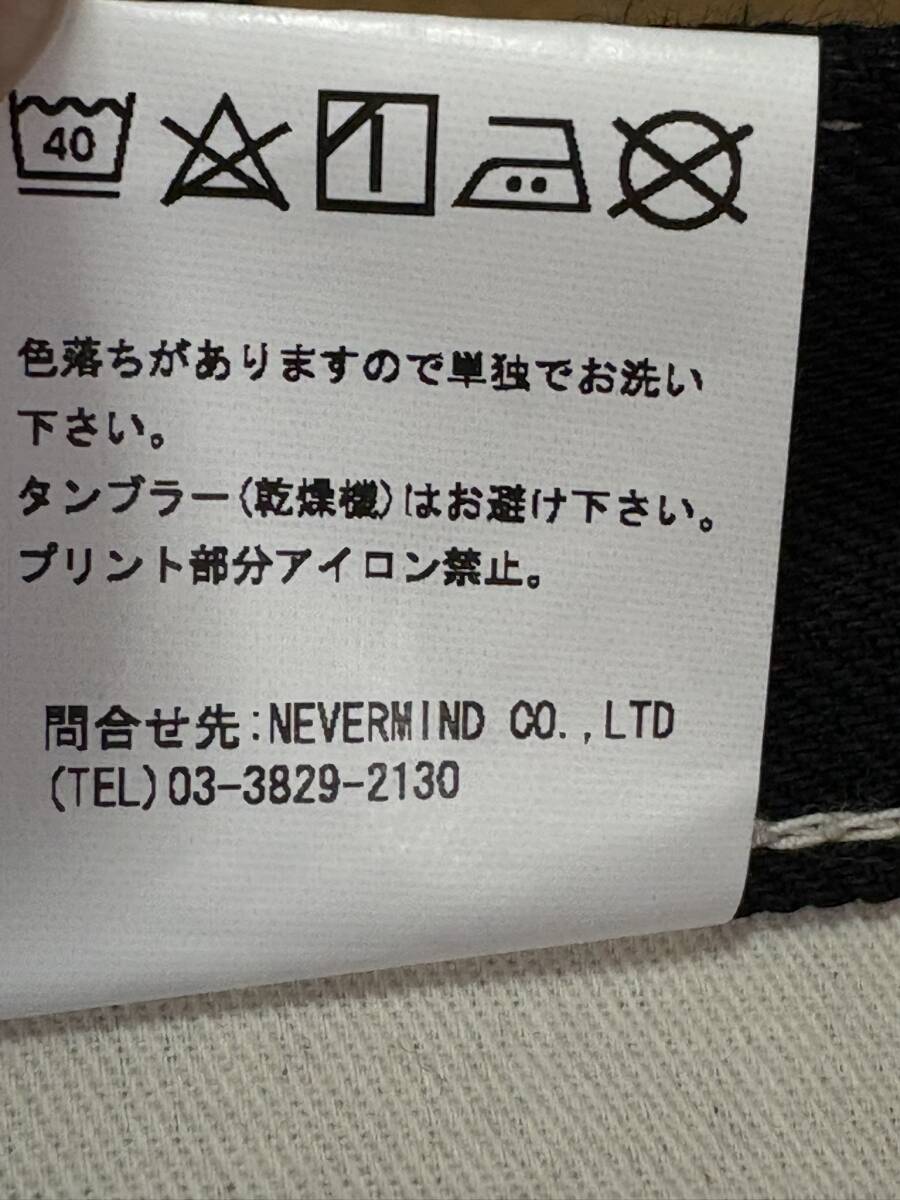 40
色落ちがありますので単独でお洗い
下さい。
タンブラー(乾燥機)はお避け下さい。
プリント部分アイロン禁止。
問合せ先:NEVERMIND CO.,LTD
(TEL)03-3829-2130